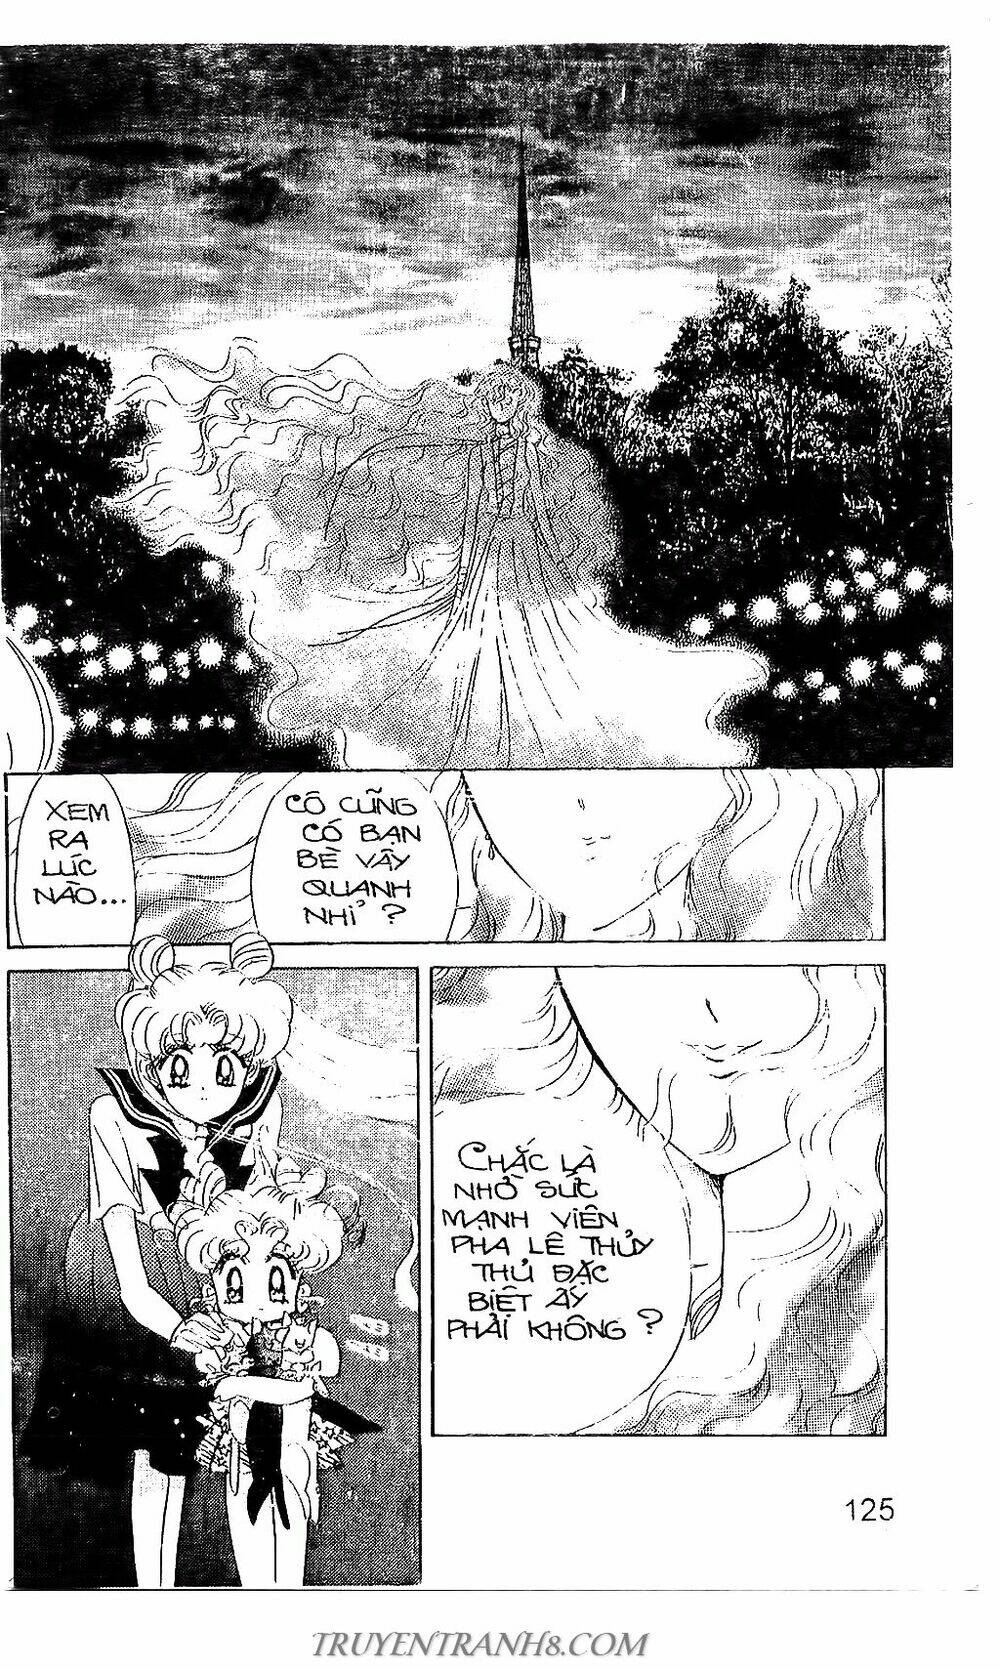 XEM
RA
LÚC
NÀO...
CÔ CŨNG
CÓ BẠN
BÈ VÂY
QUANH
NHỈ ?
CHẮC LÀ
NHỜ SỨC
MẠNH VIÊN
PHA LÊ THỦY
THỦ ĐẶC
BIỆT ẤY
PHẢI KHÔNG ?
125
TRUYENTRANH8.COM